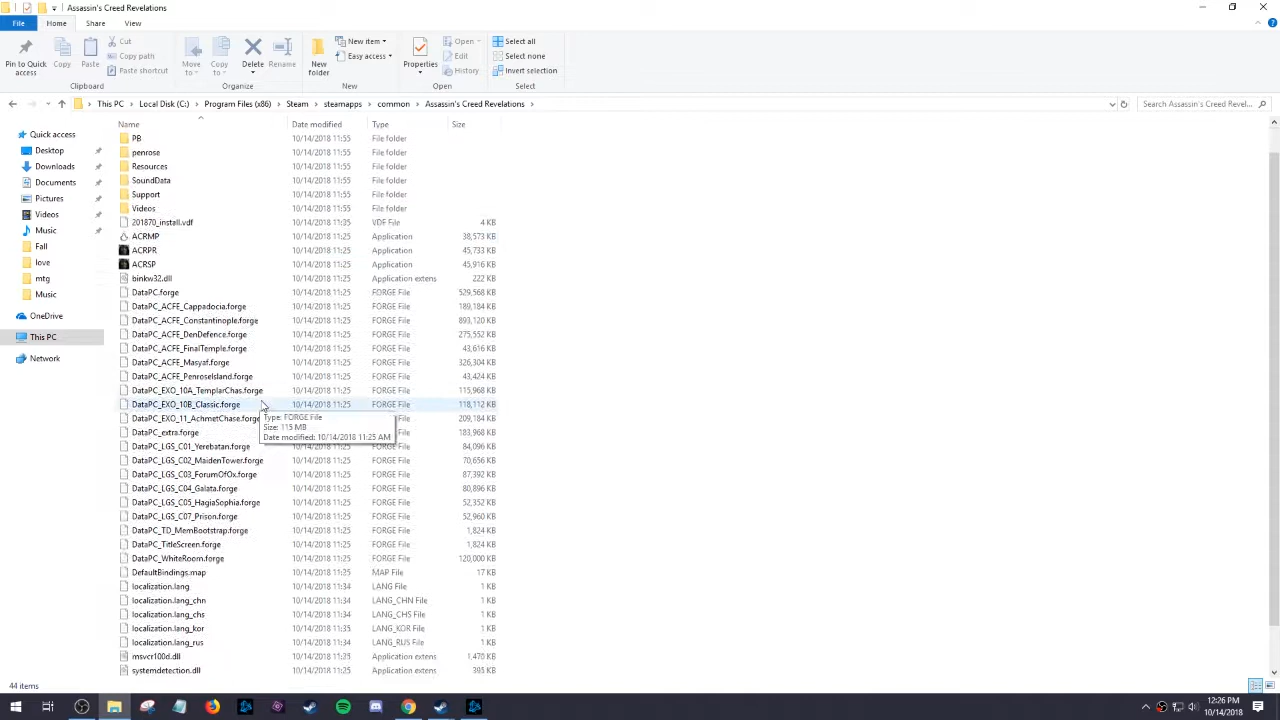 Assassin's Creed Revelations
File Home Share View
Pin to Quick access
Copy
Paste
Cut
Copy path
Paste shortcut
Clipboard
Move to
Copy to
Delete
Rename
Organize
New folder
New item
Easy access
New
Properties
Open
Edit
History
Open
Select all
Select none
Invert selection
Select
This PC Local Disk (C:) Program Files (x86) Steam steamapps common Assassin's Creed Revelations
Search Assassin's Creed Revel...
Quick access
Desktop
Downloads
Documents
Pictures
Videos
Music
Fall
love
mtg
Music
OneDrive
This PC
Network
Name Date modified Type Size
PB 10/14/2018 11:55 File folder
penrose 10/14/2018 11:55 File folder
Resources 10/14/2018 11:55 File folder
SoundData 10/14/2018 11:55 File folder
Support 10/14/2018 11:55 File folder
Videos 10/14/2018 11:55 File folder
201870_install.vdf 10/14/2018 11:35 VDF File 4 KB
ACRMP 10/14/2018 11:25 Application 38,573 KB
ACRPR 10/14/2018 11:25 Application 45,733 KB
ACRSP 10/14/2018 11:25 Application 45,916 KB
binkw32.dll 10/14/2018 11:25 Application extens 222 KB
DataPC.forge 10/14/2018 11:25 FORGE File 529,568 KB
DataPC_ACFE_Cappadocia.forge 10/14/2018 11:25 FORGE File 189,184 KB
DataPC_ACFE_Constantinople.forge 10/14/2018 11:25 FORGE File 893,120 KB
DataPC_ACFE_DenDefence.forge 10/14/2018 11:25 FORGE File 275,552 KB
DataPC_ACFE_FinalTemple.forge 10/14/2018 11:25 FORGE File 43,616 KB
DataPC_ACFE_Masyaf.forge 10/14/2018 11:25 FORGE File 326,304 KB
DataPC_ACFE_PenroseIsland.forge 10/14/2018 11:25 FORGE File 43,424 KB
DataPC_EXO_10A_TemplarChas.forge 10/14/2018 11:25 FORGE File 115,968 KB
DataPC_EXO_10B_Classic.forge 10/14/2018 11:25 FORGE File 118,112 KB
DataPC_EXO_11_AchmetChase.forge File 209,184 KB
Type: FORGE File
Size: 115 MB
Date modified: 10/14/2018 11:25 AM
DataPC_extra.forge File 183,968 KB
DataPC_LGS_C01_Yerebatan.forge 10/14/2018 11:25 FORGE File 84,096 KB
DataPC_LGS_C02_MaidenTower.forge 10/14/2018 11:25 FORGE File 70,656 KB
DataPC_LGS_C03_ForumOfOx.forge 10/14/2018 11:25 FORGE File 87,392 KB
DataPC_LGS_C04_Galata.forge 10/14/2018 11:25 FORGE File 80,896 KB
DataPC_LGS_C05_HagiaSophia.forge 10/14/2018 11:25 FORGE File 52,352 KB
DataPC_LGS_C07_Prison.forge 10/14/2018 11:25 FORGE File 52,960 KB
DataPC_TD_MemBootstrap.forge 10/14/2018 11:25 FORGE File 1,824 KB
DataPC_TitleScreen.forge 10/14/2018 11:25 FORGE File 1,824 KB
DataPC_WhiteRoom.forge 10/14/2018 11:25 FORGE File 120,000 KB
DefaultBindings.map 10/14/2018 11:25 MAP File 17 KB
localization.lang 10/14/2018 11:34 LANG File 1 KB
localization.lang_chn 10/14/2018 11:34 LANG_CHN File 1 KB
localization.lang_chs 10/14/2018 11:34 LANG_CHS File 1 KB
localization.lang_kor 10/14/2018 11:34 LANG_KOR File 1 KB
localization.lang_rus 10/14/2018 11:34 LANG_RUS File 1 KB
msvcr100d.dll 10/14/2018 11:35 Application extens 1,470 KB
systemdetection.dll 10/14/2018 11:25 Application extens 393 KB
44 items
12:26 PM
10/14/2018